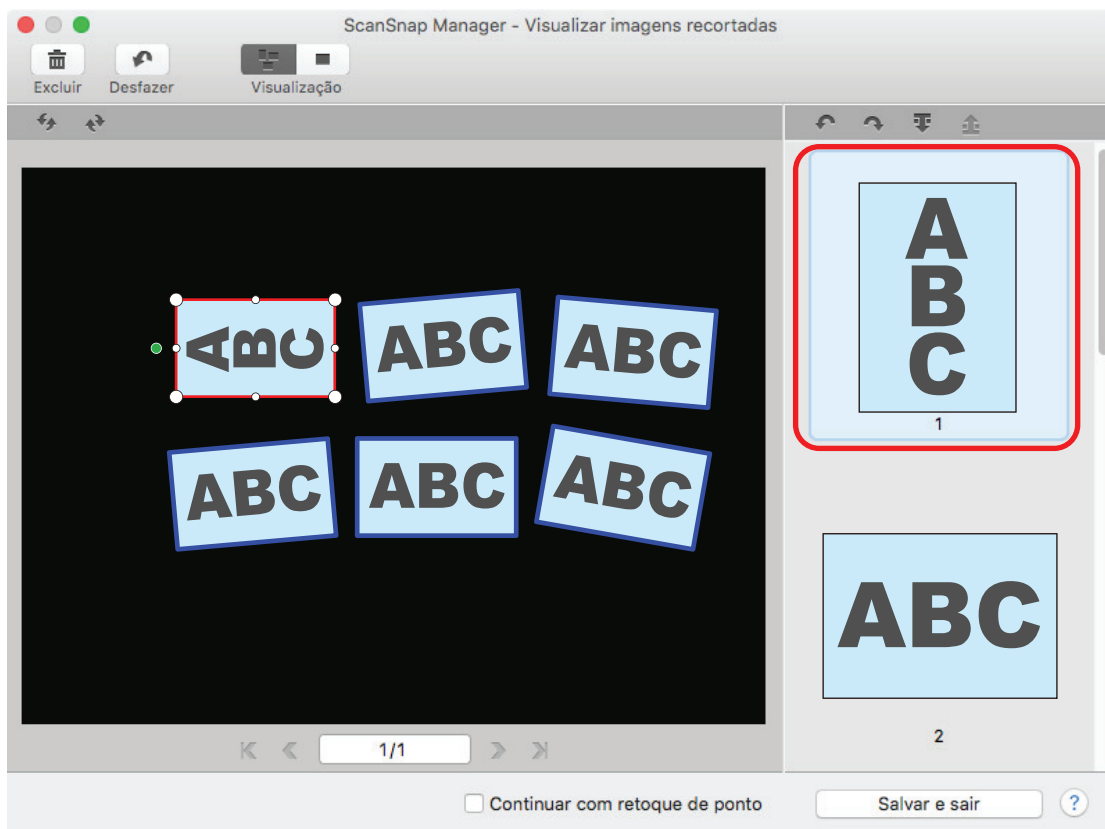 ScanSnap Manager - Visualizar imagens recortadas
Excluir Desfazer Visualização
ABC
ABC
ABC
ABC
ABC
ABC
1/1
A
B
C
1
ABC
2
Continuar com retoque de ponto
Salvar e sair
?